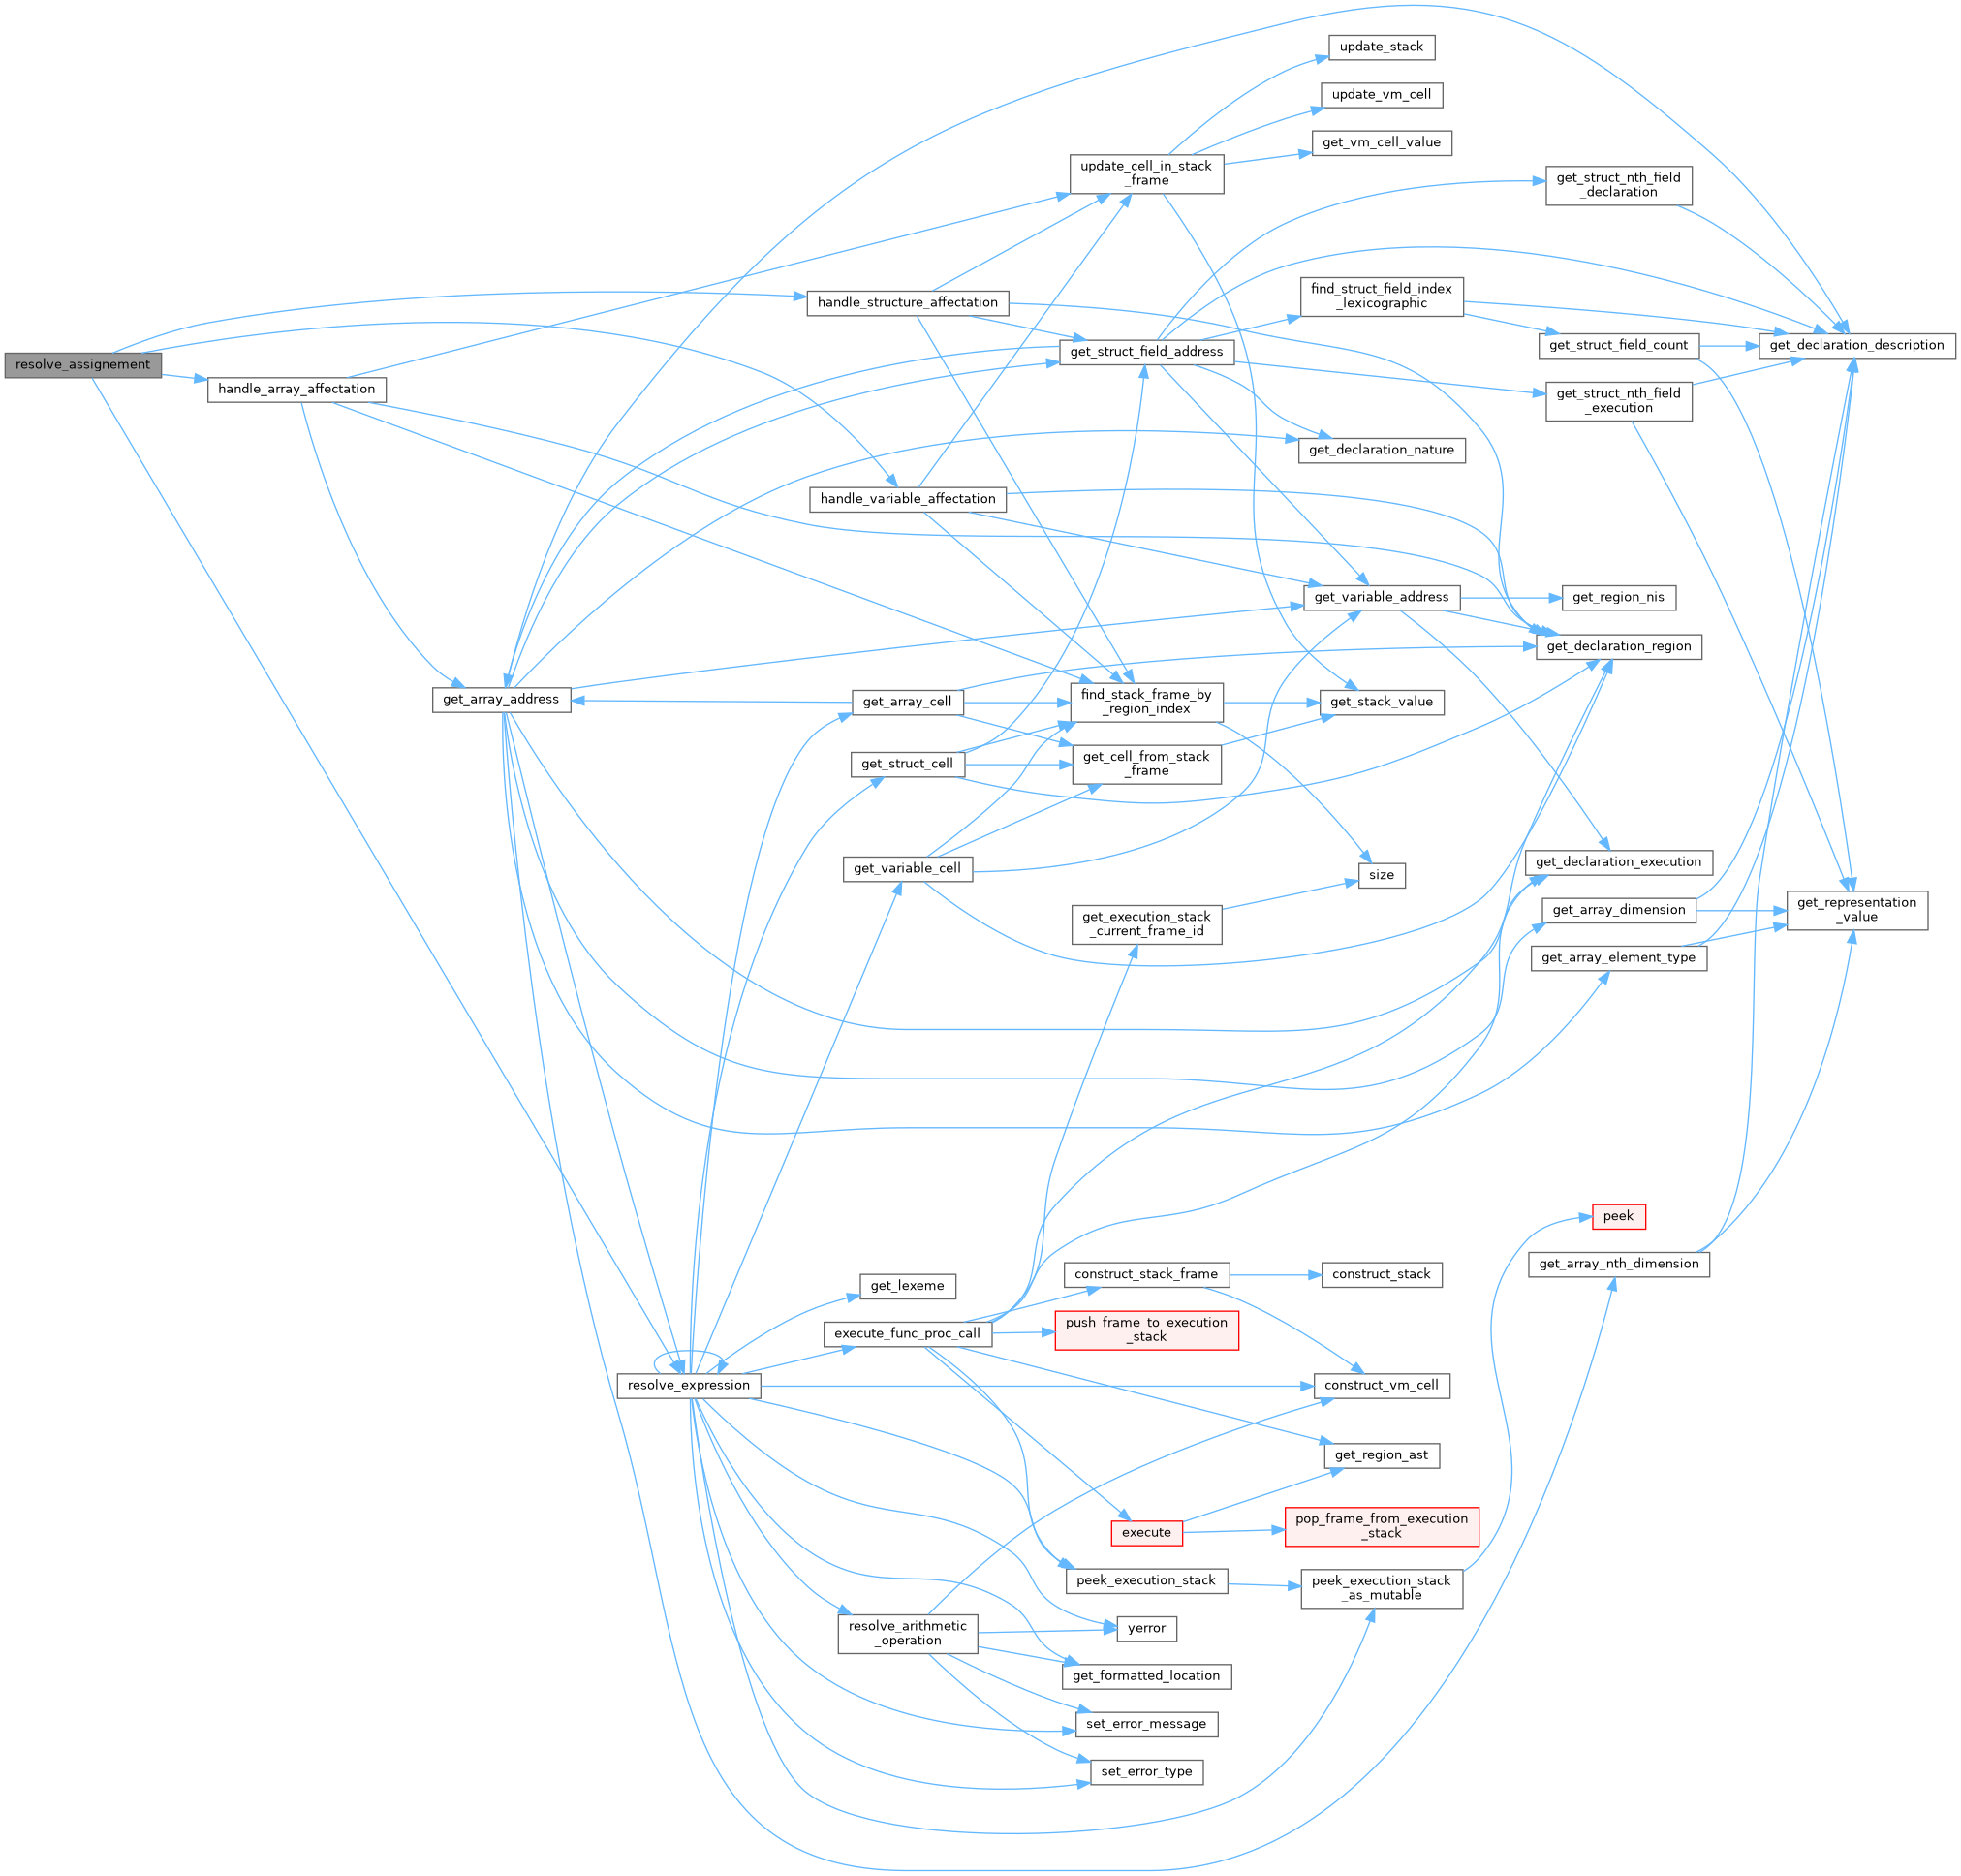 update_stack
update_vm_cell
get_vm_cell_value
update_cell_in_stack
_frame
get_struct_nth_field
_declaration
handle_structure_affectation
find_struct_field_index
_lexicographic
get_struct_field_count
get_declaration_description
get_struct_field_address
resolve_assignement
handle_array_affectation
get_struct_nth_field
_execution
get_declaration_nature
handle_variable_affectation
get_variable_address
get_region_nis
get_declaration_region
get_array_address
get_array_cell
find_stack_frame_by
_region_index
get_stack_value
get_struct_cell
get_cell_from_stack
_frame
get_variable_cell
size
get_declaration_execution
get_execution_stack
_current_frame_id
get_array_dimension
get_representation
_value
get_array_element_type
peek
get_array_nth_dimension
get_lexeme
construct_stack_frame
construct_stack
execute_func_proc_call
push_frame_to_execution
_stack
resolve_expression
construct_vm_cell
get_region_ast
execute
pop_frame_from_execution
_stack
peek_execution_stack
peek_execution_stack
_as_mutable
resolve_arithmetic
_operation
yerror
get_formatted_location
set_error_message
set_error_type